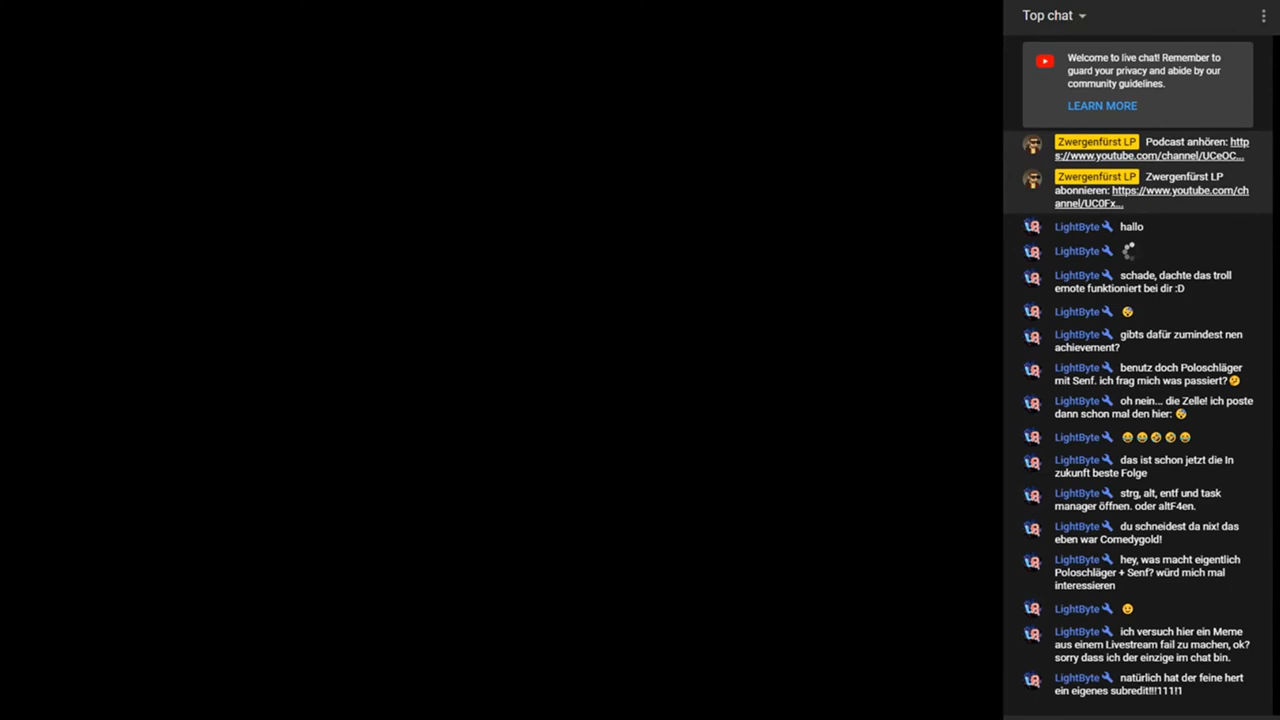 Top chat
Welcome to live chat! Remember to
guard your privacy and abide by our
community guidelines.
LEARN MORE
Zwergenfürst LP Podcast anhören: http
s://www.youtube.com/channel/UCeOC...
Zwergenfürst LP Zwergenfürst LP
abonnieren: https://www.youtube.com/ch
annel/UC0Fx...
LightByte hallo
LightByte
LightByte schade, dachte das troll
emote funktioniert bei dir :D
LightByte 🤯
LightByte gibts dafür zumindest nen
achievement?
LightByte benutz doch Poloschläger
mit Senf. ich frag mich was passiert?🤔
LightByte oh nein... die Zelle! ich poste
dann schon mal den hier: 🤯
LightByte 😂😂🤣🤣😂
LightByte das ist schon jetzt die In
zukunft beste Folge
LightByte strg, alt, entf und task
manager öffnen. oder altF4en.
LightByte du schneidest da nix! das
eben war Comedygold!
LightByte hey, was macht eigentlich
Poloschläger + Senf? würd mich mal
interessieren
LightByte 😉
LightByte ich versuch hier ein Meme
aus einem Livestream fail zu machen, ok?
sorry dass ich der einzige im chat bin.
LightByte natürlich hat der feine hert
ein eigenes subredit!!!111!1